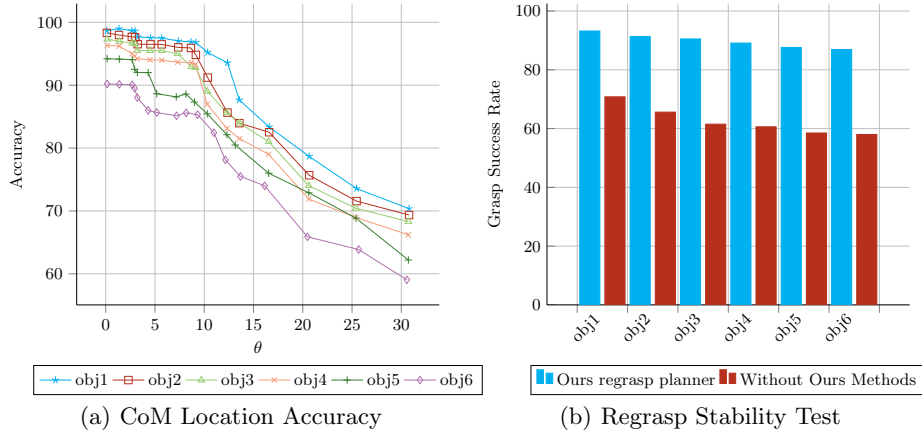 100
90
80
70
60
Accuracy
0 5 10 15 20 25 30
θ
obj1 obj2 obj3 obj4 obj5 obj6
(a) CoM Location Accuracy
100
80
60
40
20
0
Grasp Success Rate
obj1 obj2 obj3 obj4 obj5 obj6
Ours regrasp planner Without Ours Methods
(b) Regrasp Stability Test